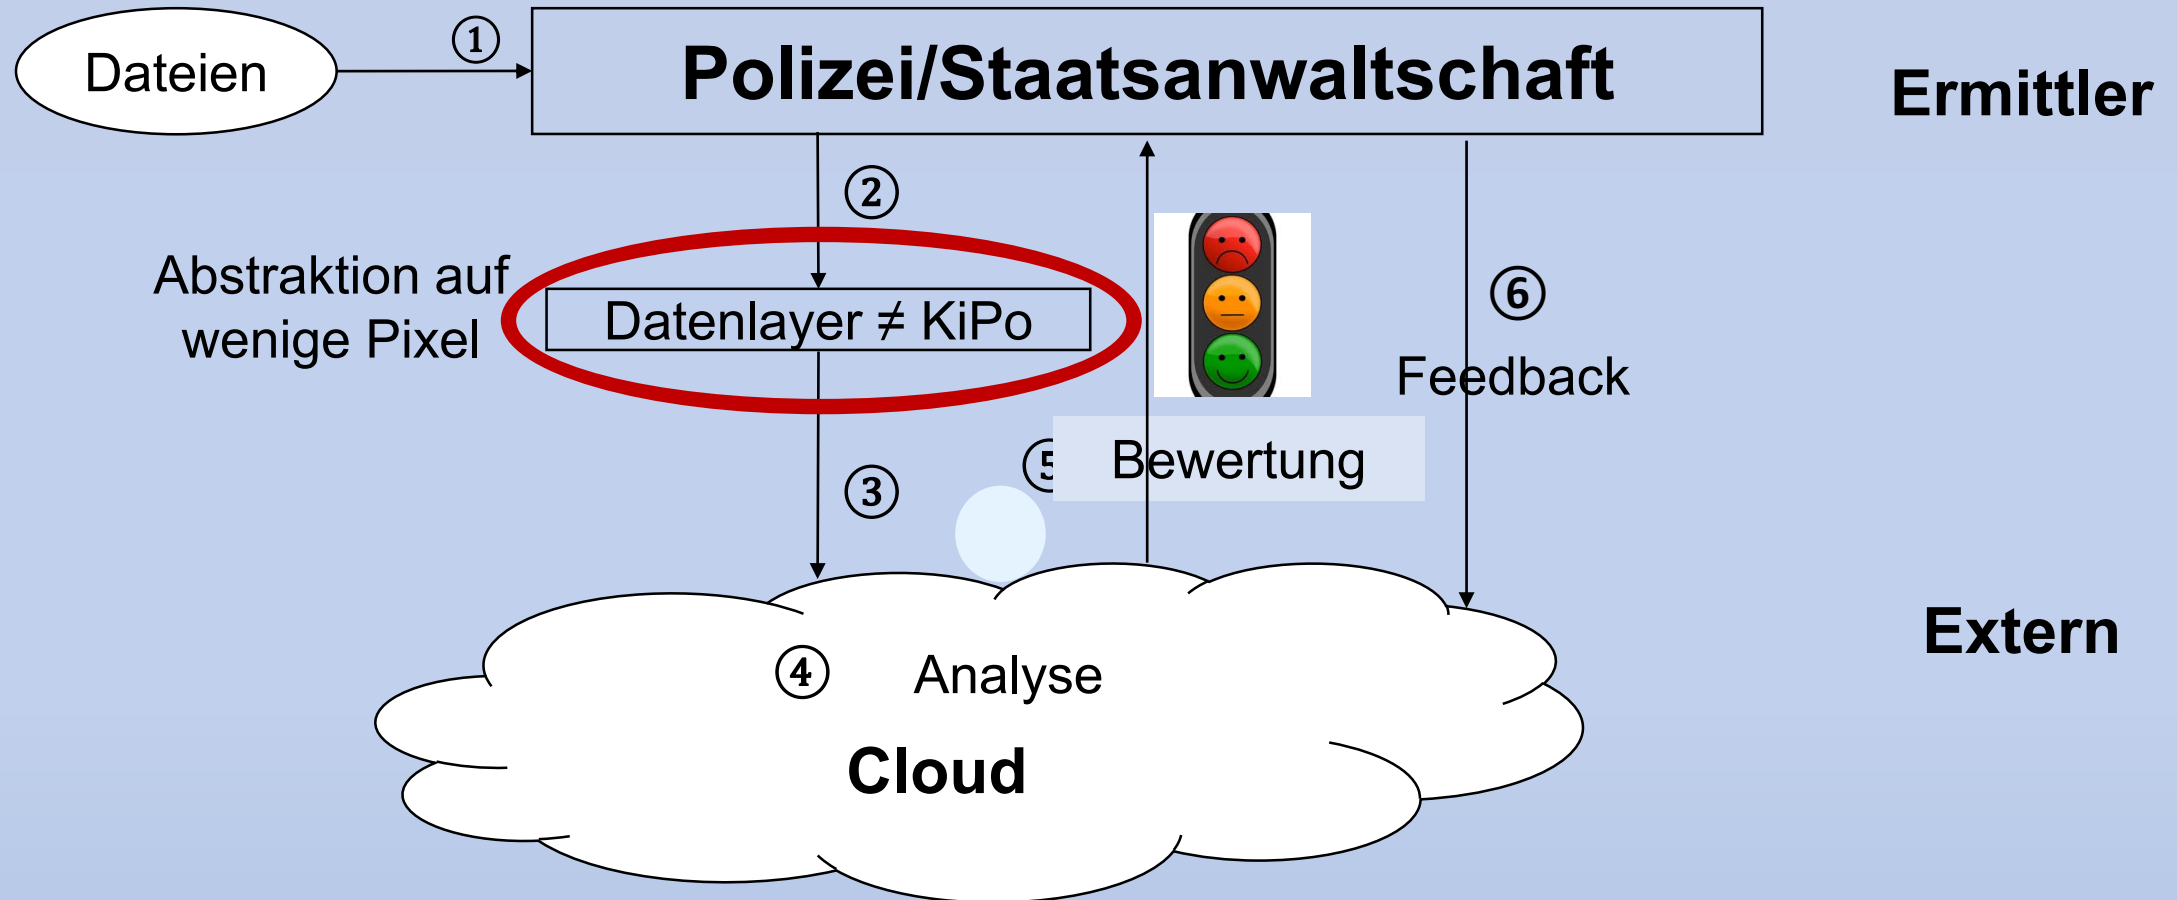 Dateien
①
Polizei/Staatsanwaltschaft
Ermittler
②
Abstraktion auf
wenige Pixel
Datenlayer ≠ KiPo
⑥
Feedback
⑤
Bewertung
③
Extern
④
Analyse
Cloud